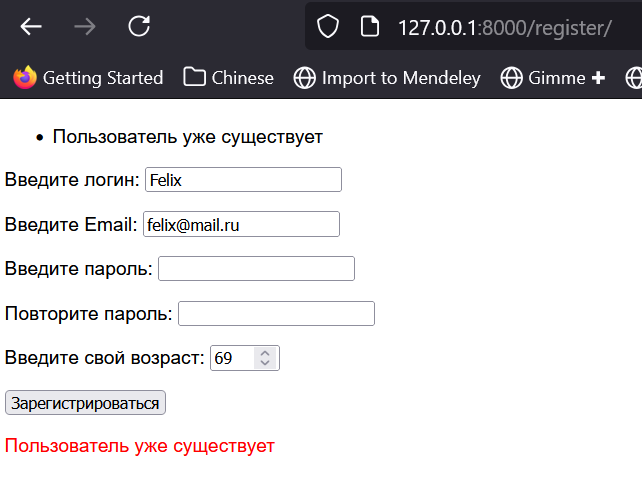 127.0.0.1:8000/register/
Getting Started Chinese Import to Mendeley Gimme +
Пользователь уже существует
Введите логин: Felix
Введите Email: felix@mail.ru
Введите пароль:
Повторите пароль:
Введите свой возраст: 69
Зарегистрироваться
Пользователь уже существует